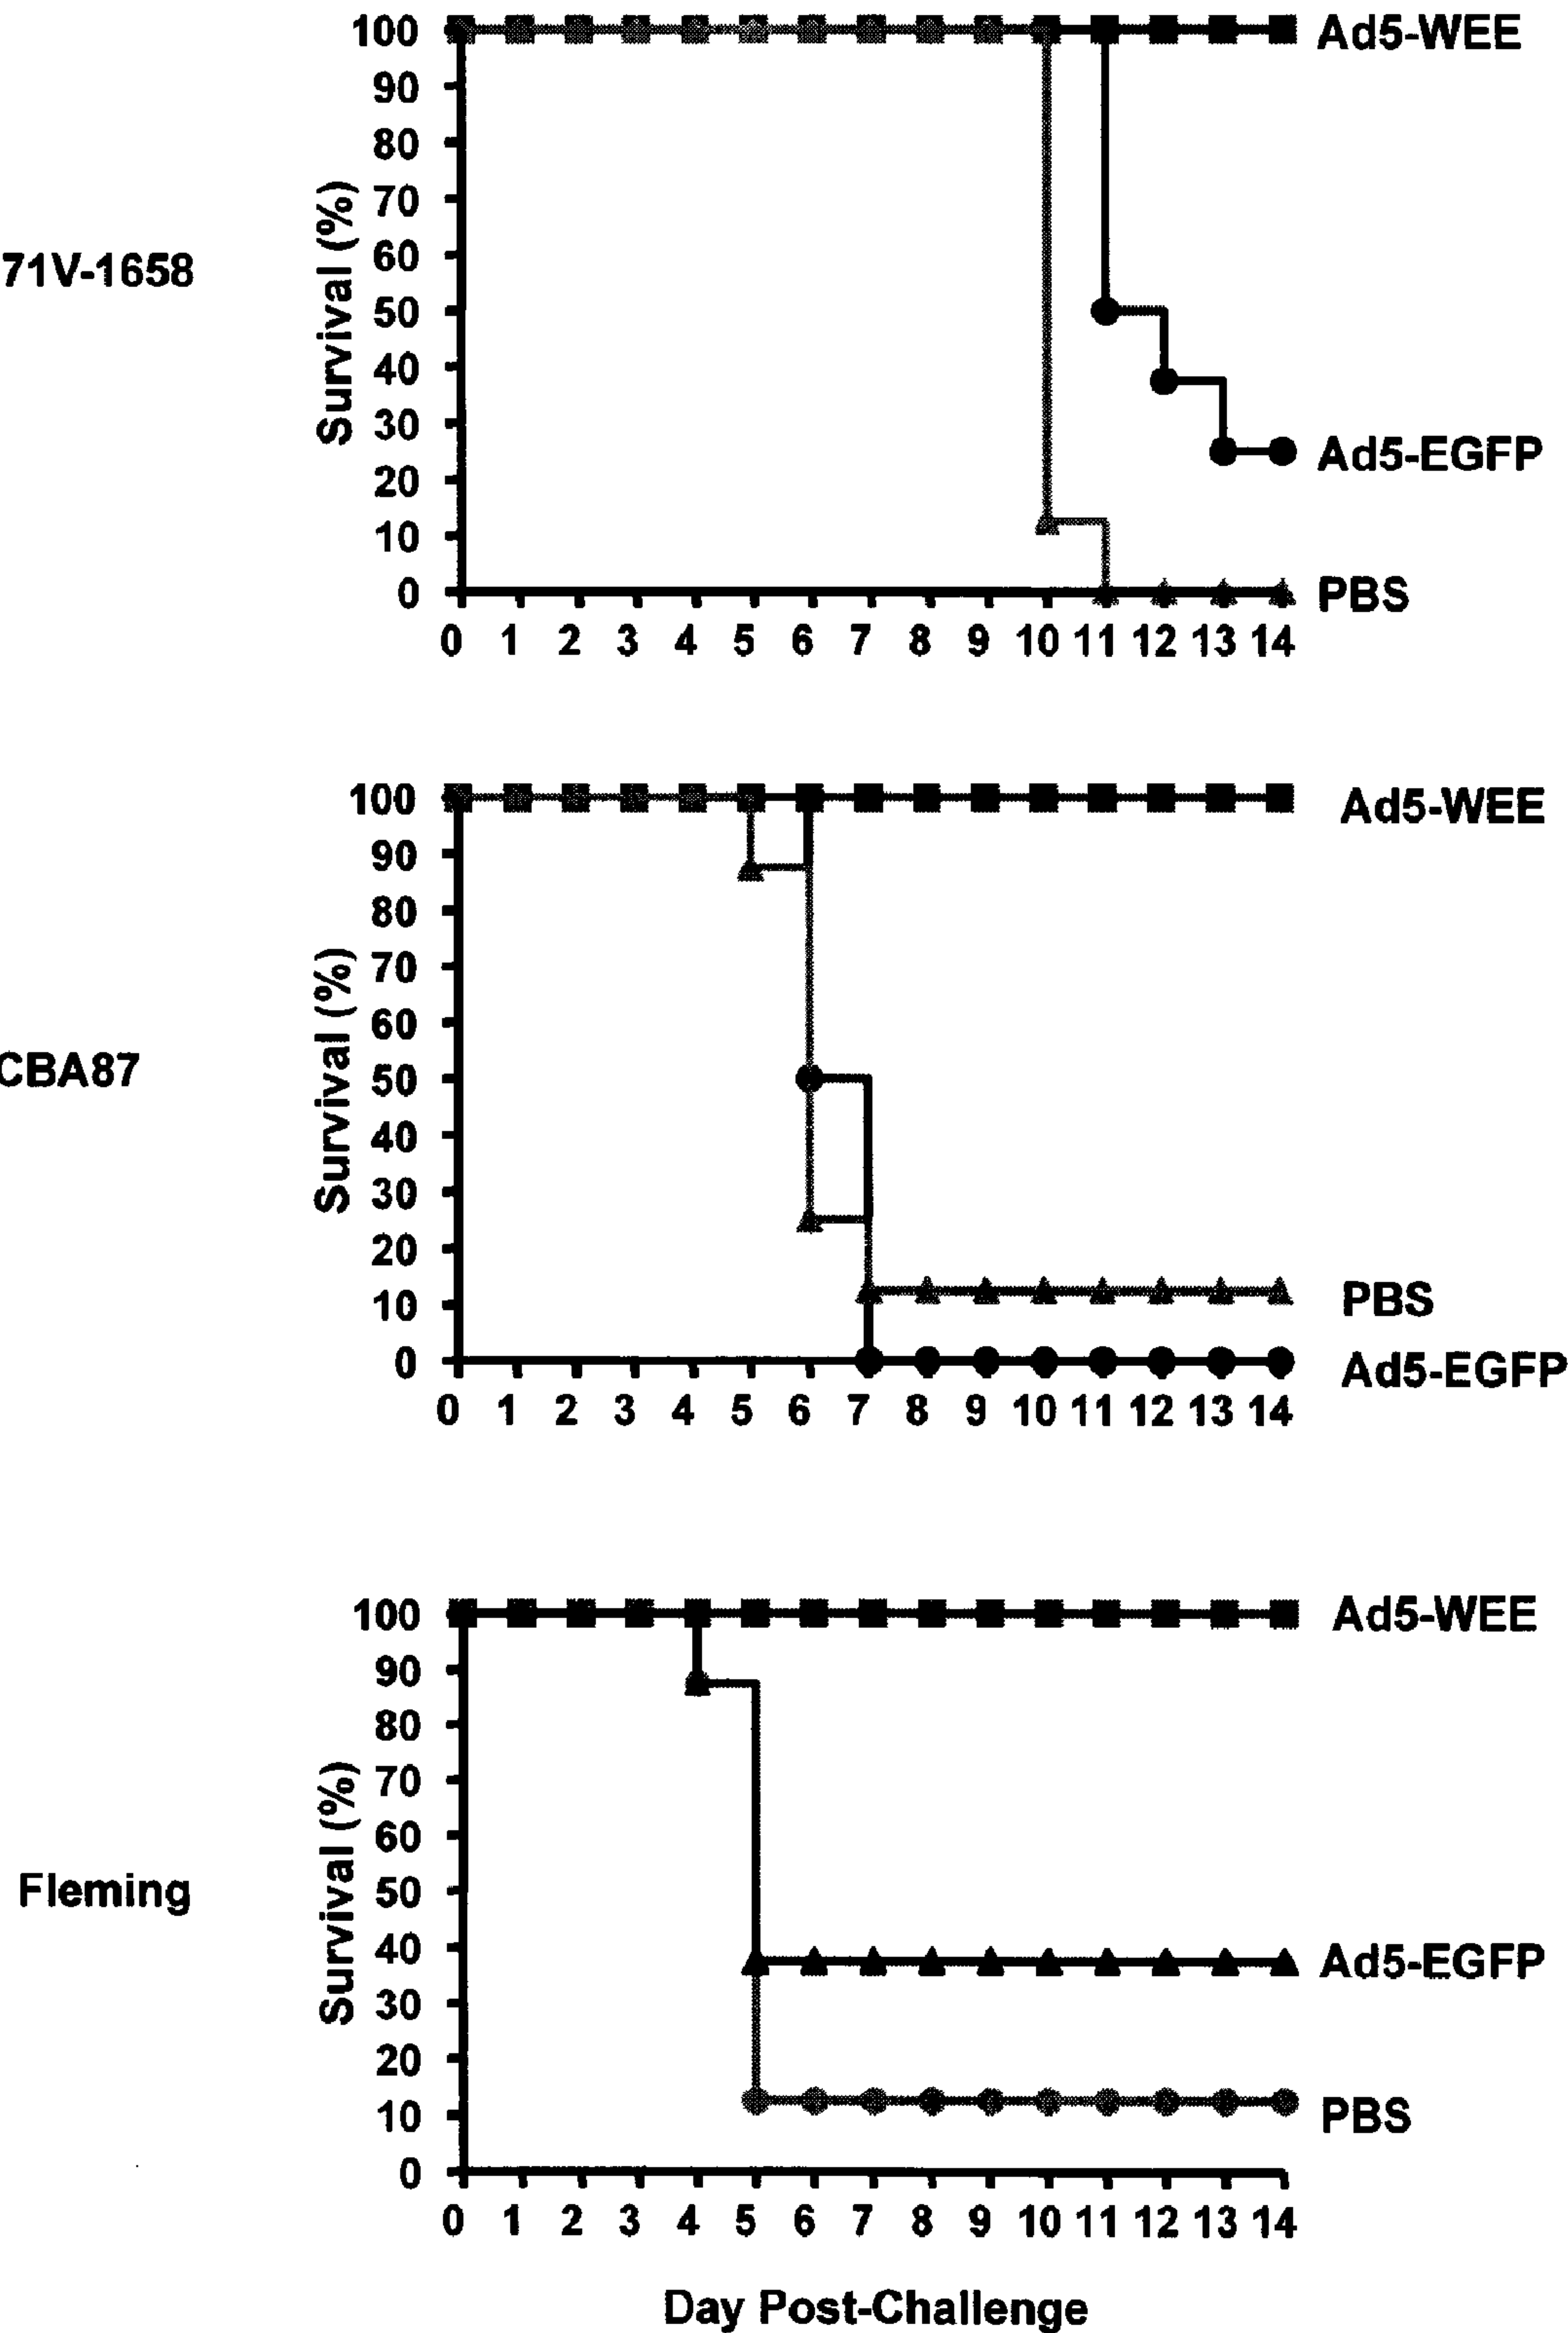 71V-1658
Survival (%)
100
90
80
70
60
50
40
30
20
10
0
0 1 2 3 4 5 6 7 8 9 10 11 12 13 14
Ad5-WEE
Ad5-EGFP
PBS
CBA87
Survival (%)
100
90
80
70
60
50
40
30
20
10
0
0 1 2 3 4 5 6 7 8 9 10 11 12 13 14
Ad5-WEE
PBS
Ad5-EGFP
Fleming
Survival (%)
100
90
80
70
60
50
40
30
20
10
0
0 1 2 3 4 5 6 7 8 9 10 11 12 13 14
Ad5-WEE
Ad5-EGFP
PBS
Day Post-Challenge